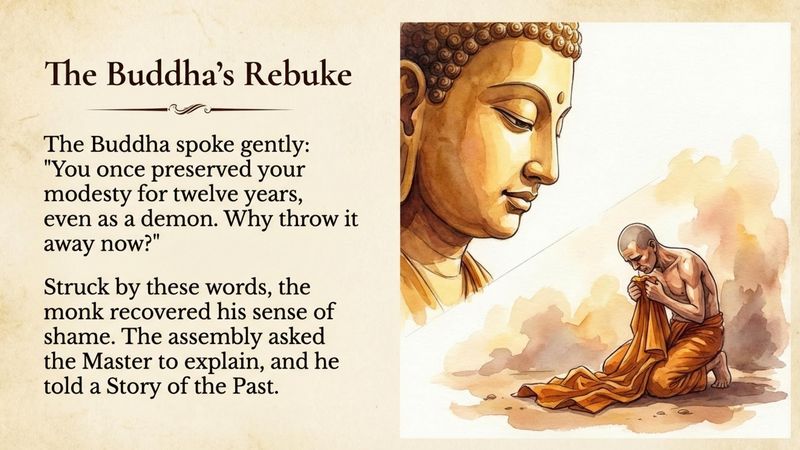 The Buddha’s Rebuke
The Buddha spoke gently:
"You once preserved your
modesty for twelve years,
even as a demon. Why throw it
away now?"
Struck by these words, the
monk recovered his sense of
shame. The assembly asked
the Master to explain, and he
told a Story of the Past.